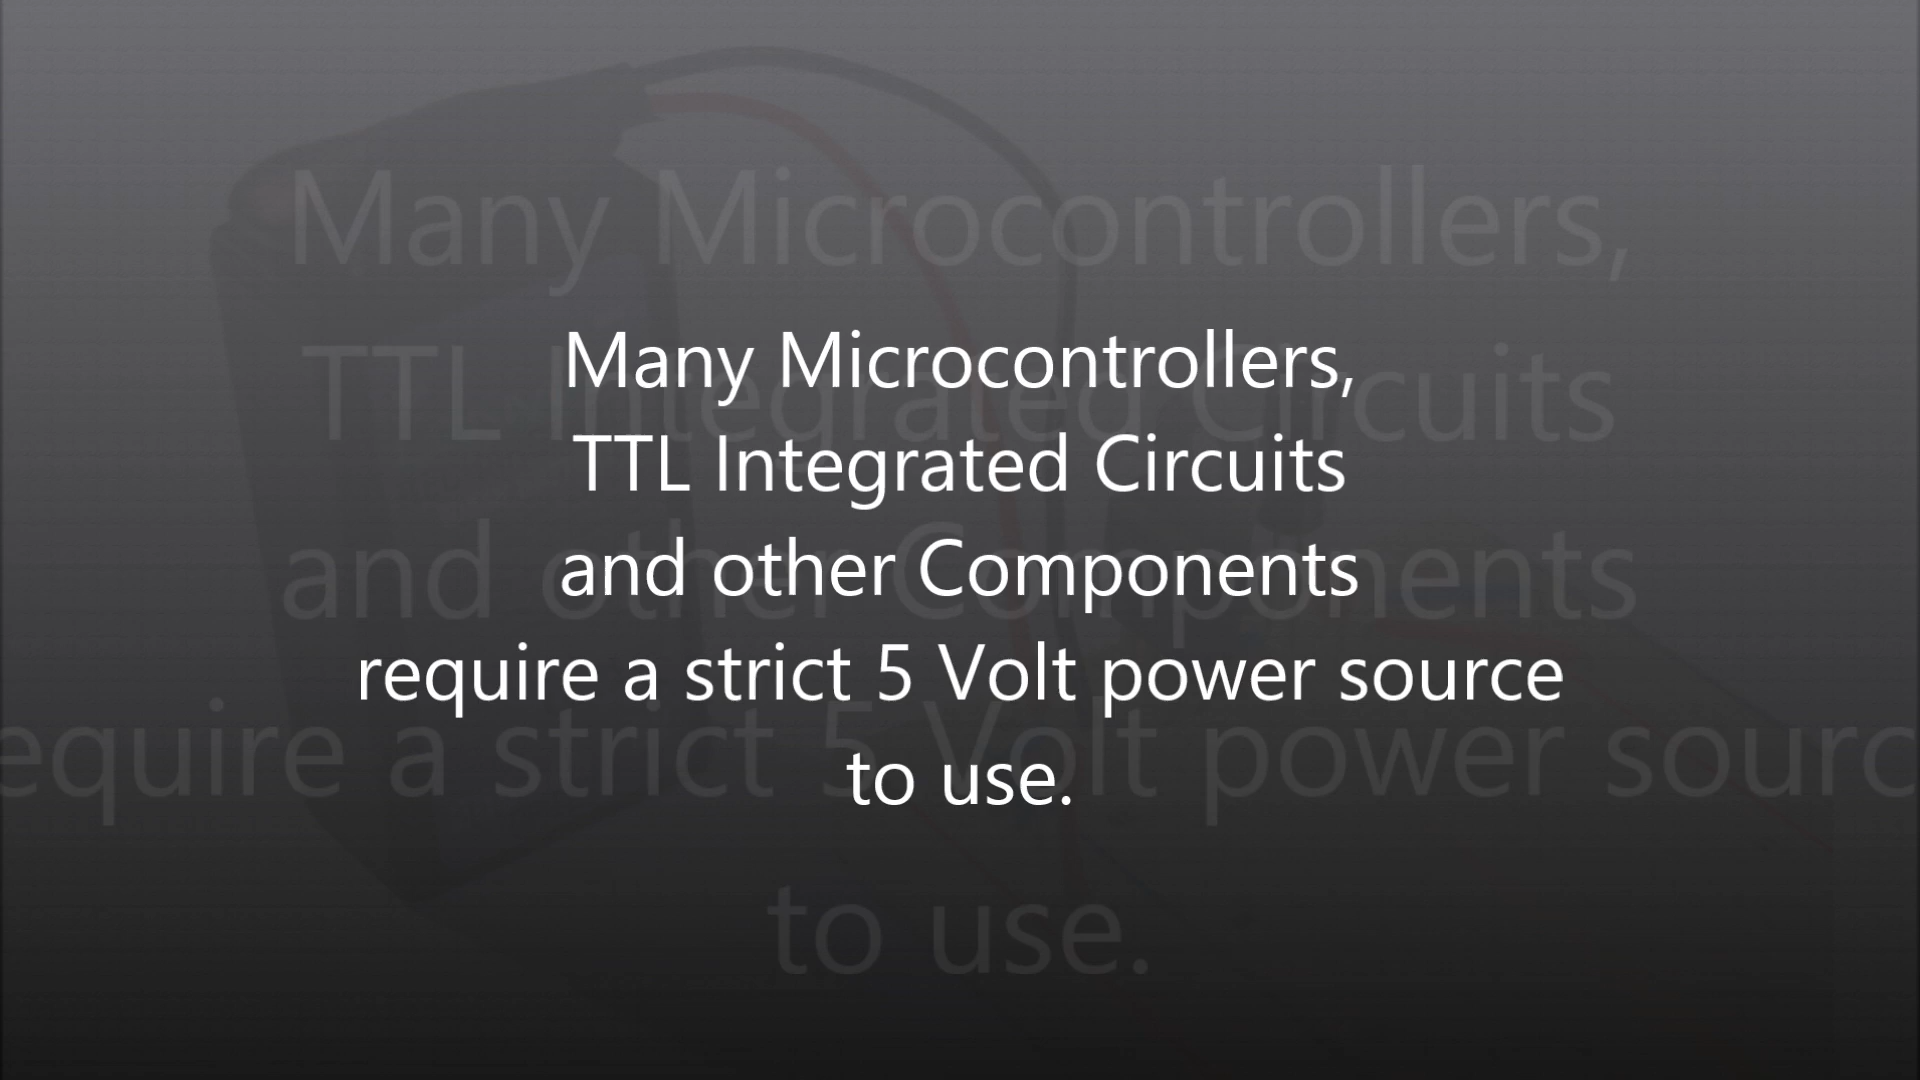 Many Microcontrollers,
TTL Integrated Circuits
and other Components
require a strict 5 Volt power source
to use.